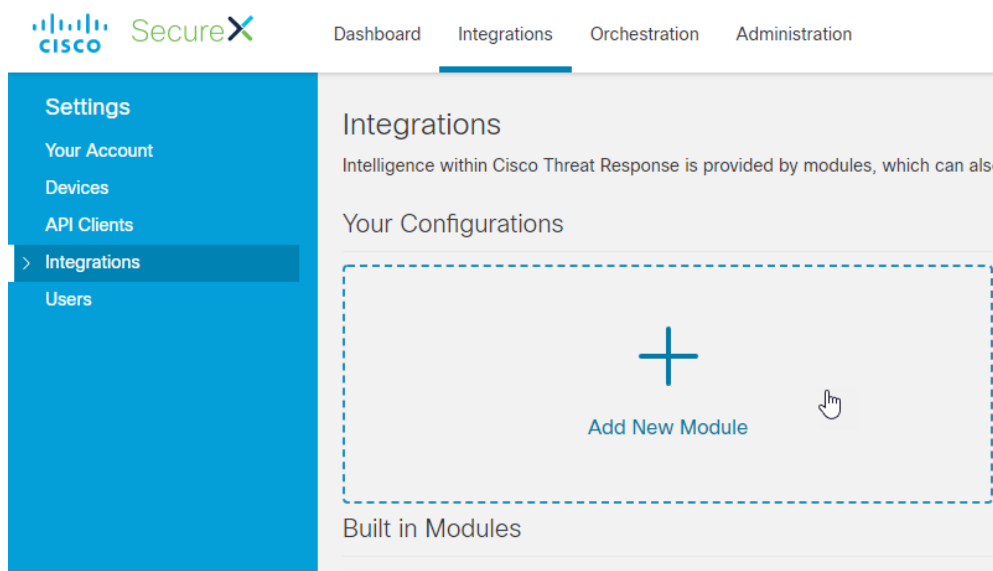 CISCO SecureX
Dashboard Integrations Orchestration Administration
Settings
Your Account
Devices
API Clients
Integrations
Users
Integrations
Intelligence within Cisco Threat Response is provided by modules, which can als
Your Configurations
Add New Module
Built in Modules